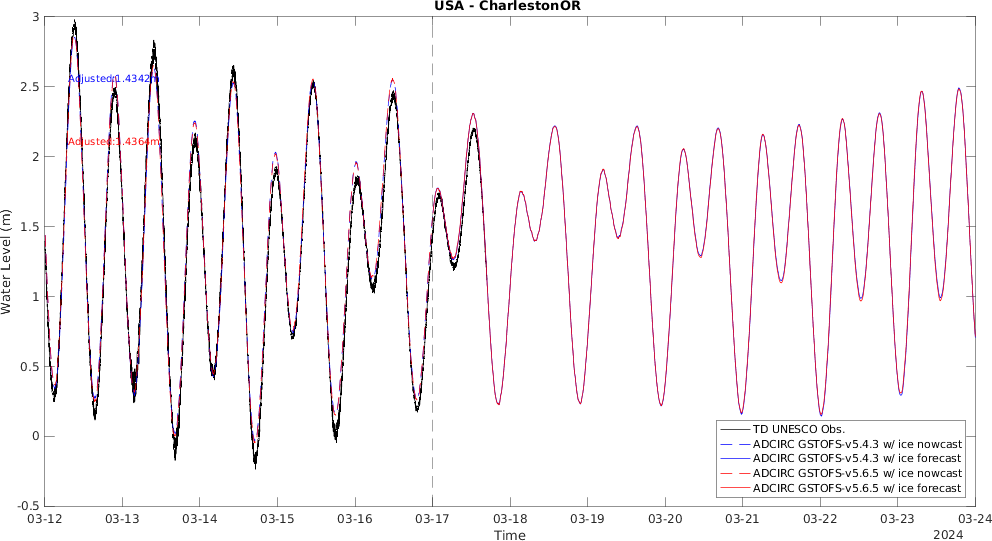 USA - CharlestonOR
3
2.5
2
1.5
1
0.5
0
-0.5
Water Level (m)
Adjusted:1.4342m
Adjusted:1.4364m
TD UNESCO Obs.
ADCIRC GSTOFS-v5.4.3 w/ ice nowcast
ADCIRC GSTOFS-v5.4.3 w/ ice forecast
ADCIRC GSTOFS-v5.6.5 w/ ice nowcast
ADCIRC GSTOFS-v5.6.5 w/ ice forecast
03-12 03-13 03-14 03-15 03-16 03-17 03-18 03-19 03-20 03-21 03-22 03-23 03-24
Time
2024